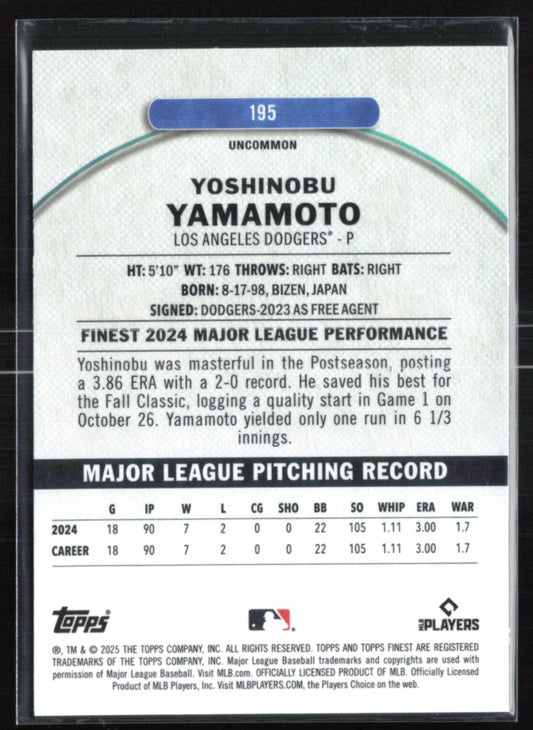 195
UNCOMMON
YOSHINOBU
YAMAMOTO
LOS ANGELES DODGERS® - P
HT: 5'10" WT: 176 THROWS: RIGHT BATS: RIGHT
BORN: 8-17-98, BIZEN, JAPAN
SIGNED: DODGERS-2023 AS FREE AGENT
FINEST 2024 MAJOR LEAGUE PERFORMANCE
Yoshinobu was masterful in the Postseason, posting
a 3.86 ERA with a 2-0 record. He saved his best for
the Fall Classic, logging a quality start in Game 1 on
October 26. Yamamoto yielded only one run in 6 1/3
innings.
MAJOR LEAGUE PITCHING RECORD
G IP W L CG SHO BB SO WHIP ERA WAR
2024 18 90 7 2 0 0 22 105 1.11 3.00 1.7
CAREER 18 90 7 2 0 0 22 105 1.11 3.00 1.7
Topps® MLB PLAYERS
®, TM & © 2025 THE TOPPS COMPANY, INC. ALL RIGHTS RESERVED. TOPPS AND TOPPS FINEST ARE REGISTERED
TRADEMARKS OF THE TOPPS COMPANY, INC. Major League Baseball trademarks and copyrights are used with
permission of Major League Baseball. Visit MLB.com. OFFICIALLY LICENSED PRODUCT OF MLB. Officially Licensed
Product of MLB Players, Inc. Visit MLBPLAYERS.COM, the Players Choice on the web.